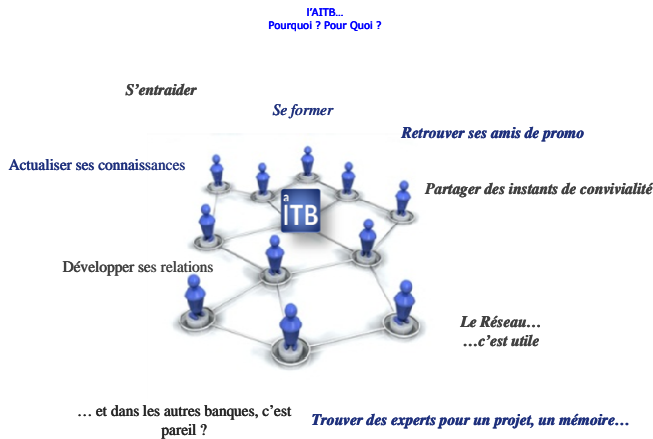 l'AITB...
Pourquoi ? Pour Quoi ?
S'entraider
Se former
Retrouver ses amis de promo
Actualiser ses connaissances
Partager des instants de convivialité
a
ITB
Développer ses relations
Le Réseau…
…c'est utile
… et dans les autres banques, c'est
pareil ?
Trouver des experts pour un projet, un mémoire…